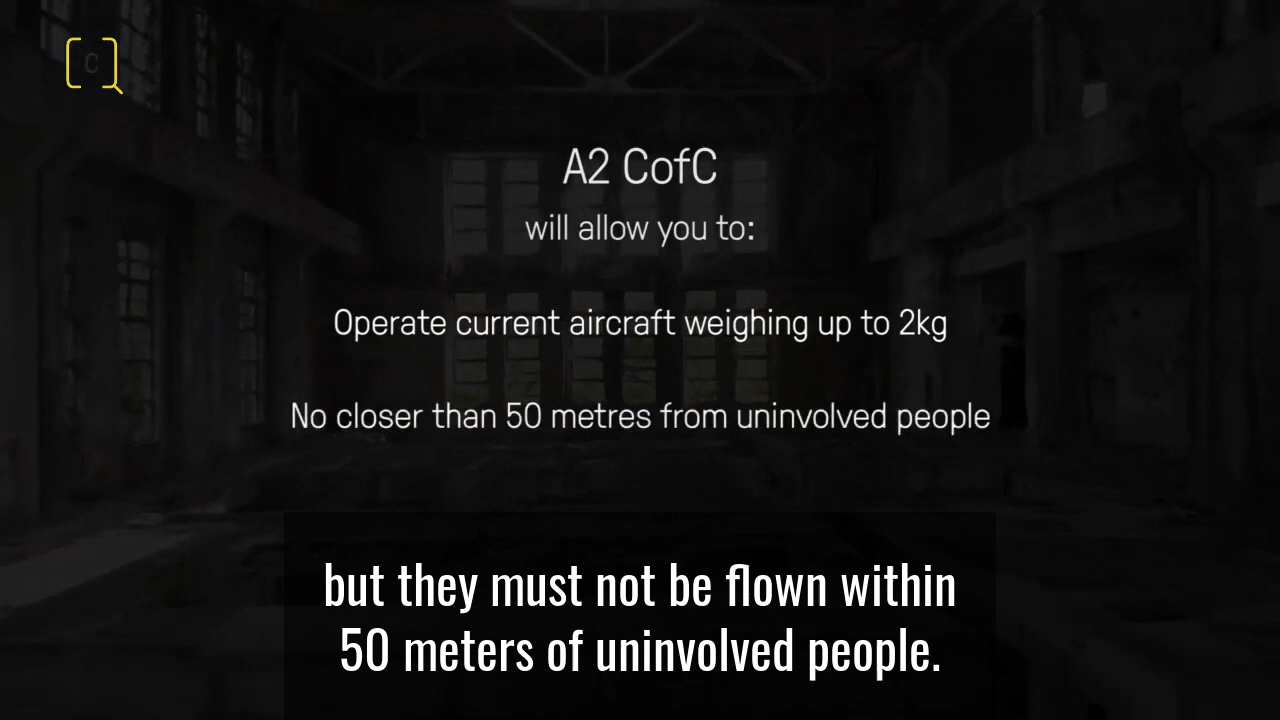 C
A2 CofC
will allow you to:
Operate current aircraft weighing up to 2kg
No closer than 50 metres from uninvolved people
but they must not be flown within
50 meters of uninvolved people.